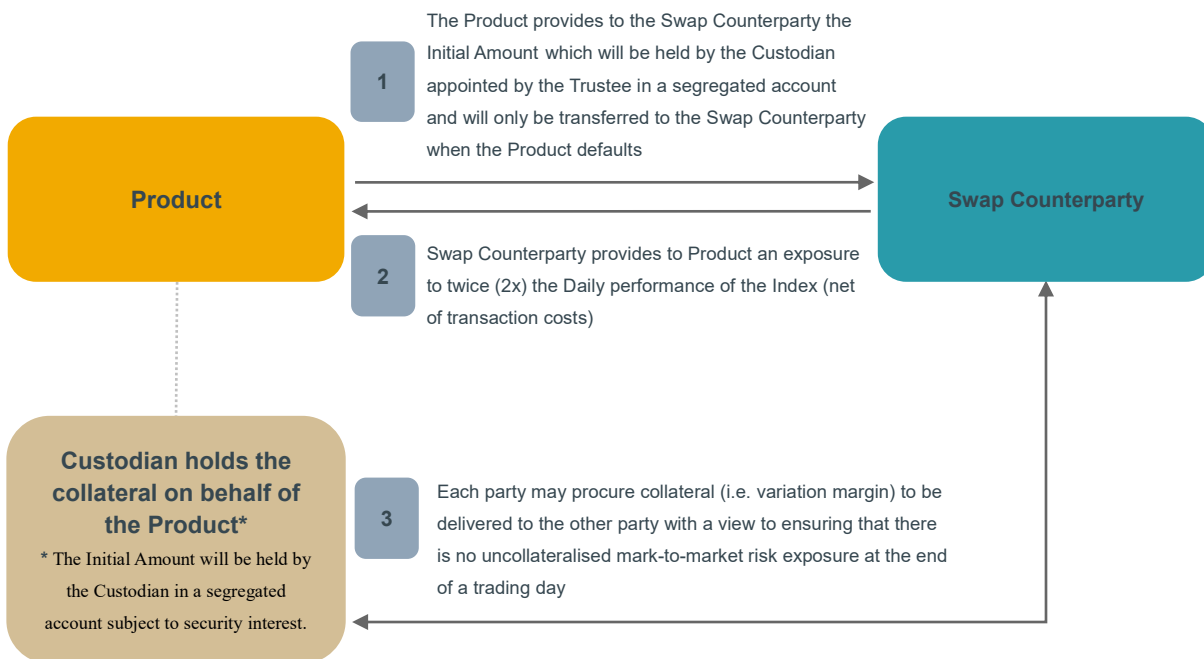 The Product provides to the Swap Counterparty the
Initial Amount which will be held by the Custodian
1
appointed by the Trustee in a segregated account
and will only be transferred to the Swap Counterparty
when the Product defaults
Product
Swap Counterparty
2
Swap Counterparty provides to Product an exposure
to twice (2x) the Daily performance of the Index (net
of transaction costs)
Custodian holds the
collateral on behalf of
the Product*
* The Initial Amount will be held by
the Custodian in a segregated
account subject to security interest.
3
Each party may procure collateral (i.e. variation margin) to be
delivered to the other party with a view to ensuring that there
is no uncollateralised mark-to-market risk exposure at the end
of a trading day